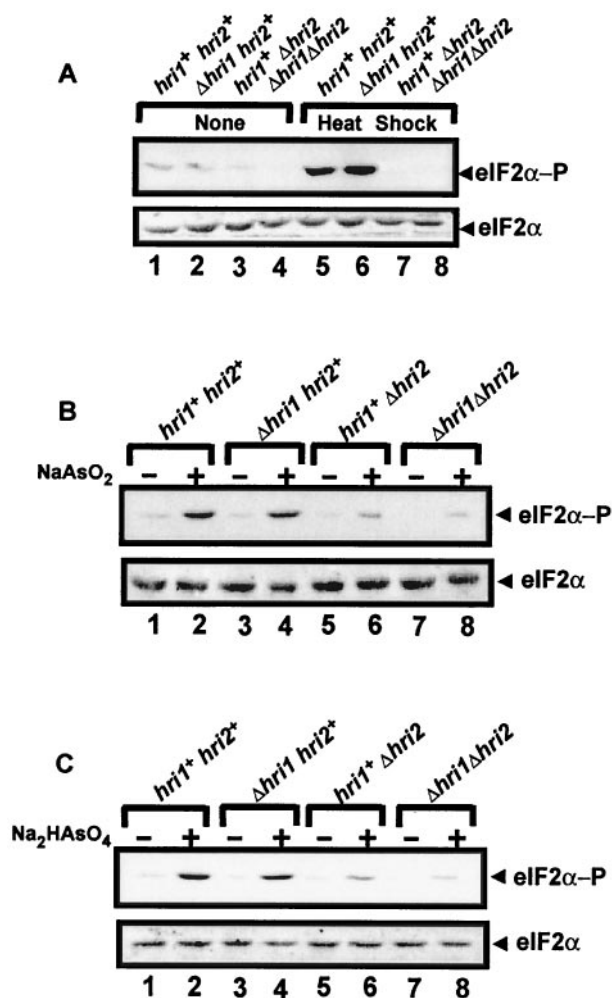 A
hri1⁺ hri2⁺
Δhri1 hri2⁺
hri1⁺ Δhri2
Δhri1Δhri2
hri1⁺ hri2⁺
Δhri1 hri2⁺
hri1⁺ Δhri2
Δhri1Δhri2
None Heat Shock
eIF2α–P
eIF2α
1 2 3 4 5 6 7 8
B
hri1⁺ hri2⁺
Δhri1 hri2⁺
hri1⁺ Δhri2
Δhri1Δhri2
NaAsO₂ – + – + – + – +
eIF2α–P
eIF2α
1 2 3 4 5 6 7 8
C
hri1⁺ hri2⁺
Δhri1 hri2⁺
hri1⁺ Δhri2
Δhri1Δhri2
Na₂HAsO₄ – + – + – + – +
eIF2α–P
eIF2α
1 2 3 4 5 6 7 8